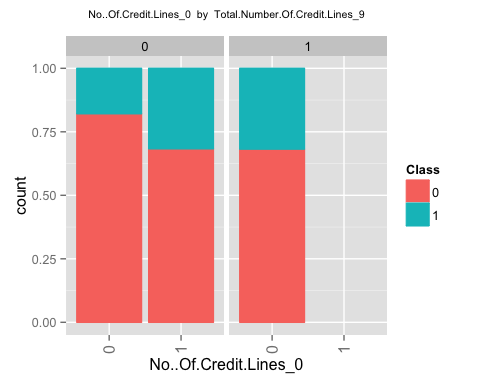 No..Of.Credit.Lines_0 by Total.Number.Of.Credit.Lines_9
0 1
1.00
0.75
0.50
0.25
0.00
count
0 1 0 1
No..Of.Credit.Lines_0
Class
0
1